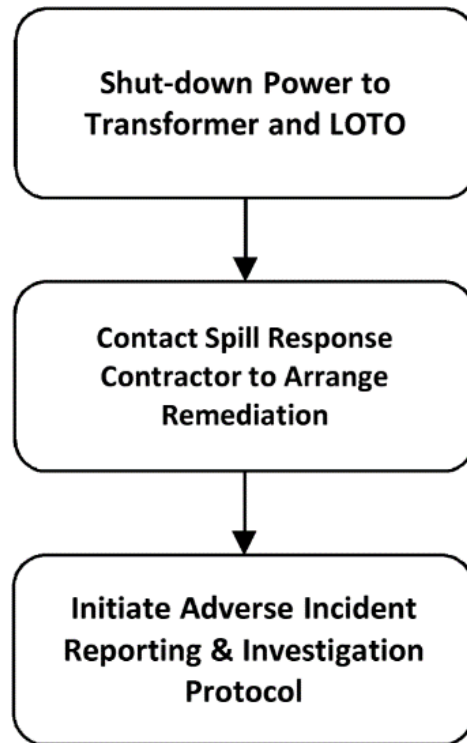 Shut-down Power to
Transformer and LOTO
Contact Spill Response
Contractor to Arrange
Remediation
Initiate Adverse Incident
Reporting & Investigation
Protocol